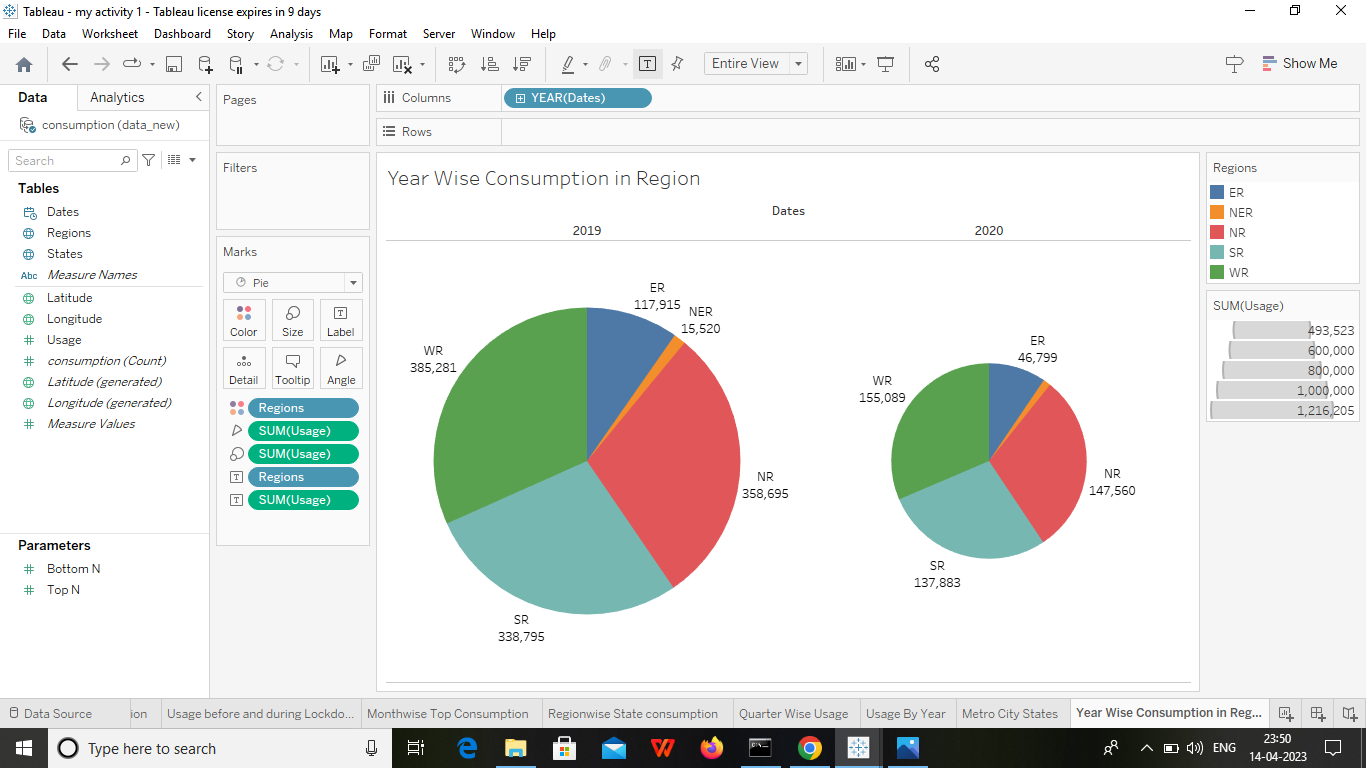 Tableau - my activity 1 - Tableau license expires in 9 days
File Data Worksheet Dashboard Story Analysis Map Format Server Window Help
Entire View
Show Me
Data Analytics
consumption (data_new)
Search
Tables
Dates
Regions
States
Abc Measure Names
Latitude
Longitude
Usage
consumption (Count)
Latitude (generated)
Longitude (generated)
Measure Values
Parameters
Bottom N
Top N
Pages
Filters
Marks
Pie
Color Size Label
Detail Tooltip Angle
Regions
SUM(Usage)
SUM(Usage)
Regions
SUM(Usage)
Columns YEAR(Dates)
Rows
Year Wise Consumption in Region
Dates
2019 2020
ER
117,915
NER
15,520
WR
385,281
NR
358,695
SR
338,795
ER
46,799
WR
155,089
NR
147,560
SR
137,883
Regions
ER
NER
NR
SR
WR
SUM(Usage)
493,523
600,000
800,000
1,000,000
1,216,205
Data Source ion Usage before and during Lockdo... Monthwise Top Consumption Regionwise State consumption Quarter Wise Usage Usage By Year Metro City States Year Wise Consumption in Reg...
Type here to search
ENG
23:50
14-04-2023